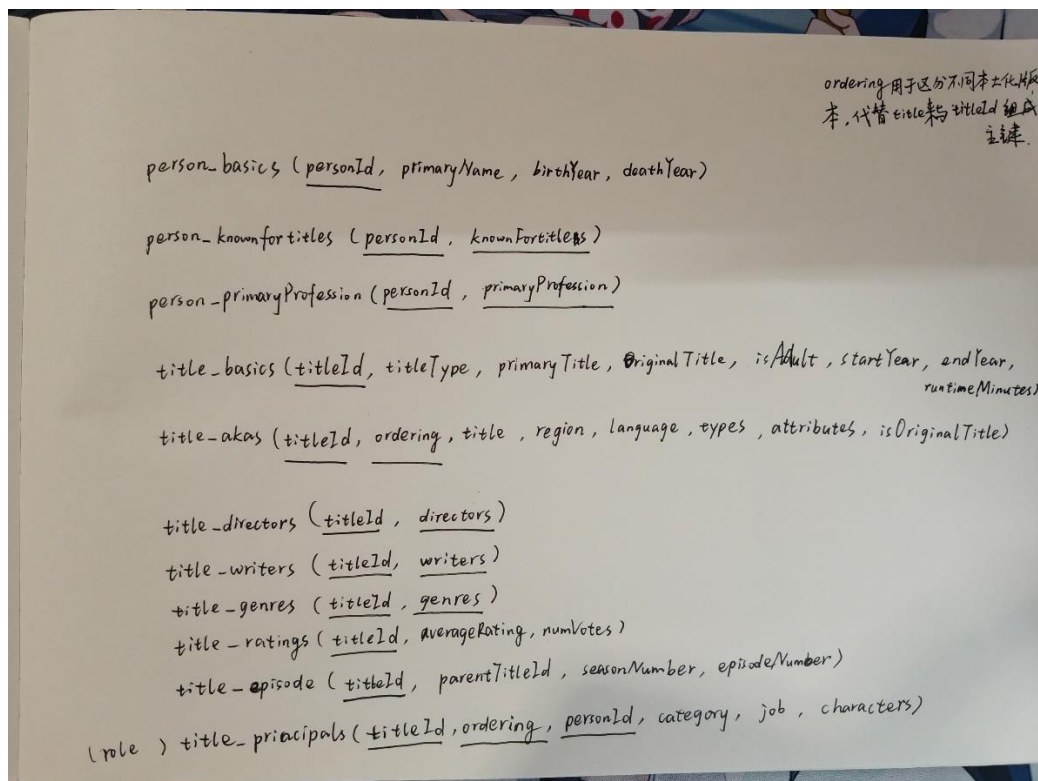 ordering用于区分不同本土化版
本,代替title来与titleId组成
主键.
person_basics (personId, primaryName, birthYear, deathYear)
person_knownfortitles (personId, knownFortitles)
person_primaryProfession (personId, primaryProfession)
title_basics (titleId, titleType, primaryTitle, OriginalTitle, isAdult, startYear, endYear,
runtimeMinutes)
title_akas (titleId, ordering, title, region, language, types, attributes, isOriginalTitle)
title_directors (titleId, directors)
title_writers (titleId, writers)
title_genres (titleId, genres)
title_ratings (titleId, averageRating, numVotes)
title_episode (titleId, parentTitleId, seasonNumber, episodeNumber)
(role ) title_principals (titleId, ordering, personId, category, job, characters)